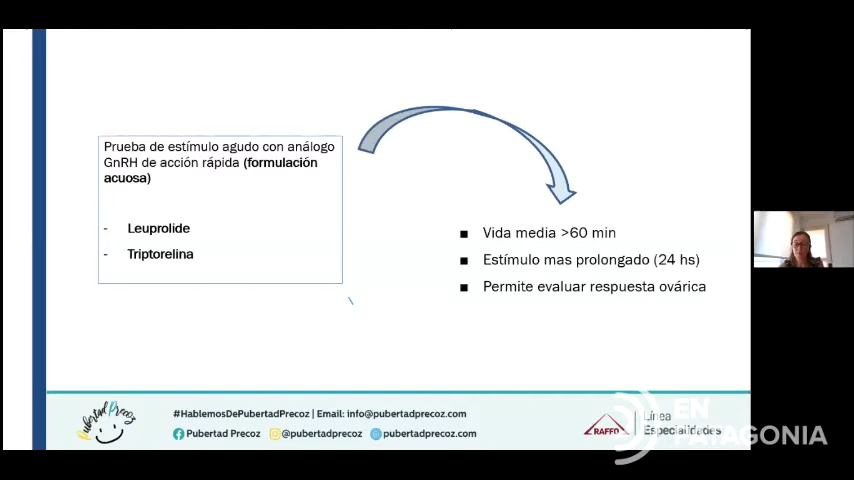 Prueba de estímulo agudo con análogo
GnRH de acción rápida (formulación
acuosa)
- Leuprolide
- Triptorelina
■ Vida media >60 min
■ Estímulo mas prolongado (24 hs)
■ Permite evaluar respuesta ovárica
Pubertad Precoz
#HablemosDePubertadPrecoz | Email: info@pubertadprecoz.com
Pubertad Precoz @pubertadprecoz pubertadprecoz.com
RAFFO
Línea
Especialidades
EN
PATAGONIA